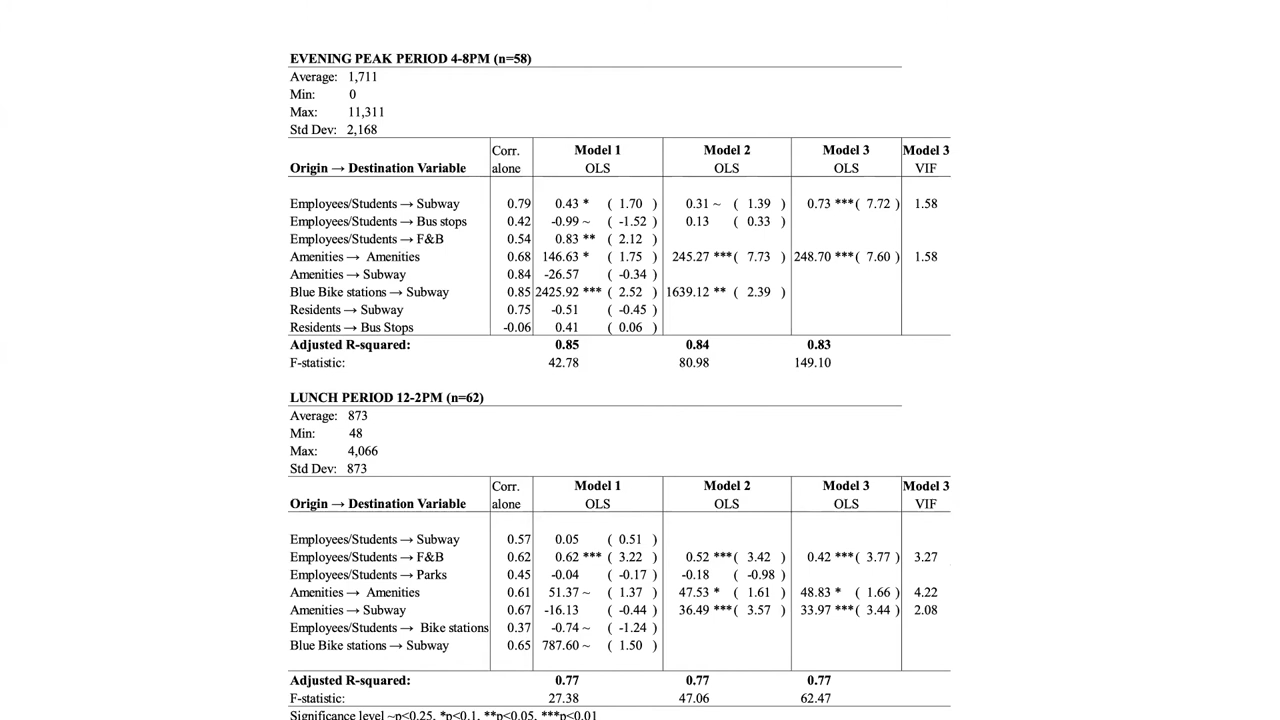 EVENING PEAK PERIOD 4-8PM (n=58)
Average: 1,711
Min: 0
Max: 11,311
Std Dev: 2,168
Corr. Model 1 Model 2 Model 3 Model 3
Origin → Destination Variable alone OLS OLS OLS VIF
Employees/Students → Subway 0.79 0.43 * ( 1.70 ) 0.31 ~ ( 1.39 ) 0.73 ***( 7.72 ) 1.58
Employees/Students → Bus stops 0.42 -0.99 ~ ( -1.52 ) 0.13 ( 0.33 )
Employees/Students → F&B 0.54 0.83 ** ( 2.12 )
Amenities → Amenities 0.68 146.63 * ( 1.75 ) 245.27 ***( 7.73 ) 248.70 ***( 7.60 ) 1.58
Amenities → Subway 0.84 -26.57 ( -0.34 )
Blue Bike stations → Subway 0.85 2425.92 *** ( 2.52 ) 1639.12 ** ( 2.39 )
Residents → Subway 0.75 -0.51 ( -0.45 )
Residents → Bus Stops -0.06 0.41 ( 0.06 )
Adjusted R-squared: 0.85 0.84 0.83
F-statistic: 42.78 80.98 149.10
LUNCH PERIOD 12-2PM (n=62)
Average: 873
Min: 48
Max: 4,066
Std Dev: 873
Corr. Model 1 Model 2 Model 3 Model 3
Origin → Destination Variable alone OLS OLS OLS VIF
Employees/Students → Subway 0.57 0.05 ( 0.51 )
Employees/Students → F&B 0.62 0.62 *** ( 3.22 ) 0.52 ***( 3.42 ) 0.42 ***( 3.77 ) 3.27
Employees/Students → Parks 0.45 -0.04 ( -0.17 ) -0.18 ( -0.98 )
Amenities → Amenities 0.61 51.37 ~ ( 1.37 ) 47.53 * ( 1.61 ) 48.83 * ( 1.66 ) 4.22
Amenities → Subway 0.67 -16.13 ( -0.44 ) 36.49 ***( 3.57 ) 33.97 ***( 3.44 ) 2.08
Employees/Students → Bike stations 0.37 -0.74 ~ ( -1.24 )
Blue Bike stations → Subway 0.65 787.60 ~ ( 1.50 )
Adjusted R-squared: 0.77 0.77 0.77
F-statistic: 27.38 47.06 62.47
Significance level ~p<0.25, *p<0.1, **p<0.05, ***p<0.01